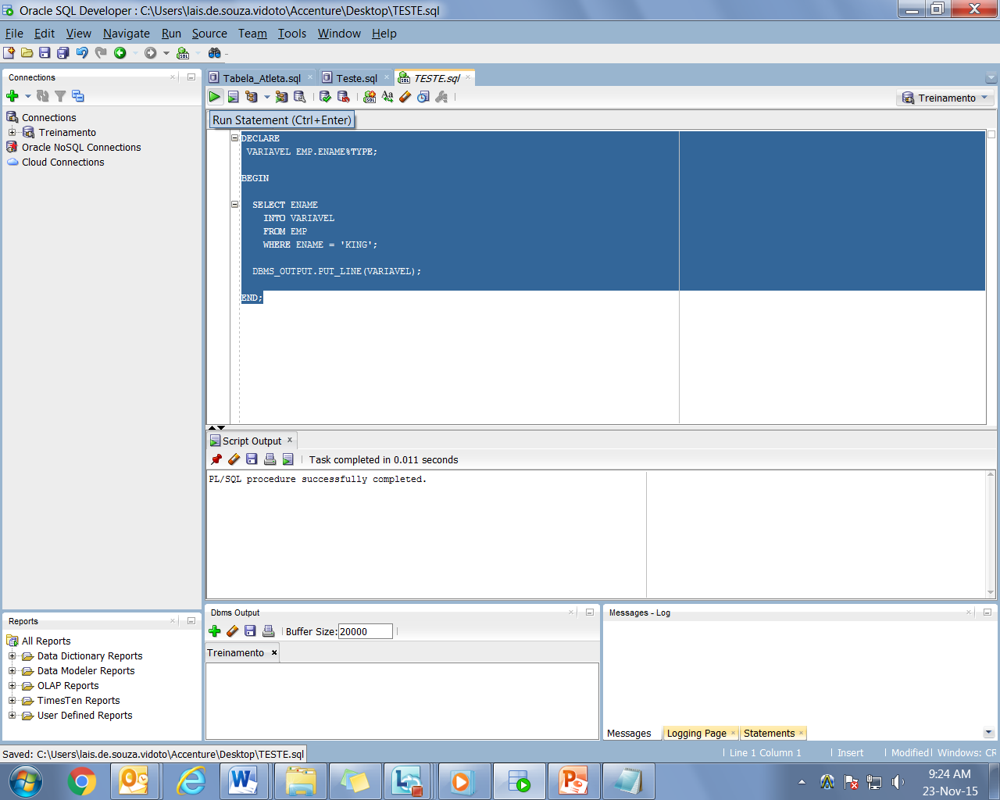 Oracle SQL Developer : C:\Users\lais.de.souza.vidoto\Accenture\Desktop\TESTE.sql
File Edit View Navigate Run Source Team Tools Window Help
Connections
Connections
Treinamento
Oracle NoSQL Connections
Cloud Connections
Tabela_Atleta.sql Teste.sql TESTE.sql
Treinamento
Run Statement (Ctrl+Enter)
DECLARE
VARIAVEL EMP.ENAME%TYPE;
BEGIN
SELECT ENAME
INTO VARIAVEL
FROM EMP
WHERE ENAME = 'KING';
DBMS_OUTPUT.PUT_LINE(VARIAVEL);
END;
Script Output x
Task completed in 0.011 seconds
PL/SQL procedure successfully completed.
Reports
All Reports
Data Dictionary Reports
Data Modeler Reports
OLAP Reports
TimesTen Reports
User Defined Reports
Dbms Output
Buffer Size: 20000
Treinamento
Messages - Log
Messages Logging Page Statements
Saved: C:\Users\lais.de.souza.vidoto\Accenture\Desktop\TESTE.sql
Line 1 Column 1 Insert Modified Windows: CR
9:24 AM
23-Nov-15